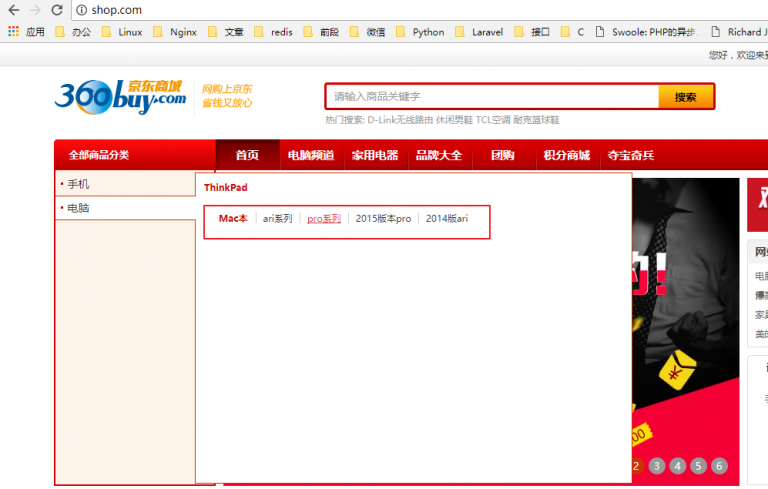 shop.com
应用 办公 Linux Nginx 文章 redis 前段 微信 Python Laravel 接口 C Swoole: PHP的异步 Richard J
您好，欢迎来
360buy.com 京东商城
网购上京东
省钱又放心
请输入商品关键字 搜索
热门搜索: D-Link无线路由 休闲男鞋 TCL空调 耐克篮球鞋
全部商品分类 首页 电脑频道 家用电器 品牌大全 团购 积分商城 夺宝奇兵
手机
电脑
ThinkPad
Mac本 ari系列 pro系列 2015版本pro 2014版ari
2 3 4 5 6